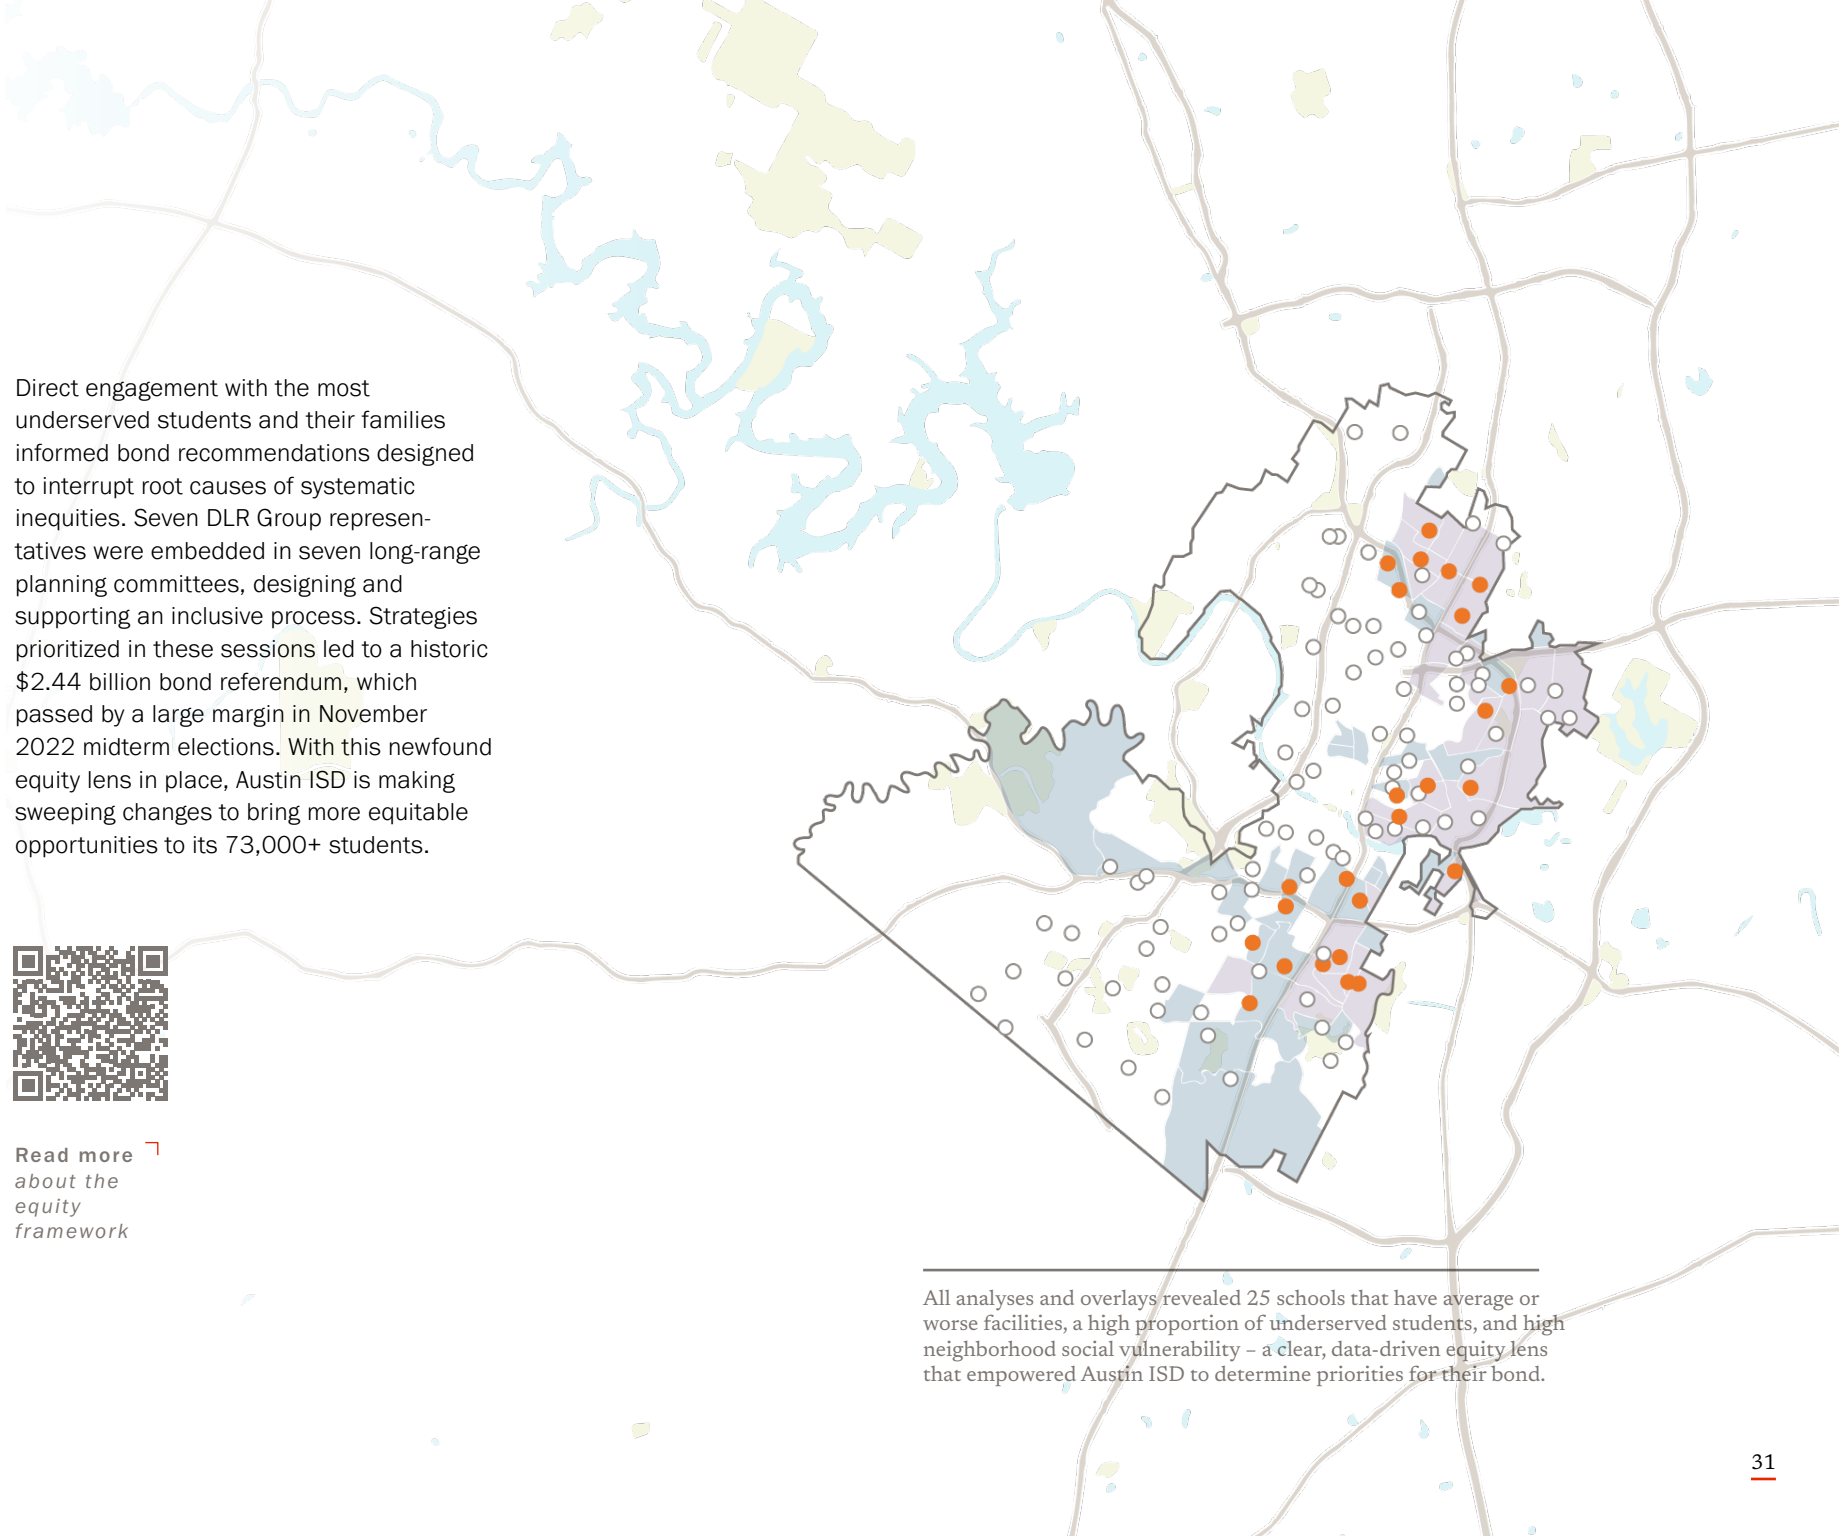 Direct engagement with the most
underserved students and their families
informed bond recommendations designed
to interrupt root causes of systematic
inequities. Seven DLR Group represen-
tatives were embedded in seven long-range
planning committees, designing and
supporting an inclusive process. Strategies
prioritized in these sessions led to a historic
$2.44 billion bond referendum, which
passed by a large margin in November
2022 midterm elections. With this newfound
equity lens in place, Austin ISD is making
sweeping changes to bring more equitable
opportunities to its 73,000+ students.
Read more
about the
equity
framework
All analyses and overlays revealed 25 schools that have average or
worse facilities, a high proportion of underserved students, and high
neighborhood social vulnerability – a clear, data-driven equity lens
that empowered Austin ISD to determine priorities for their bond.
31